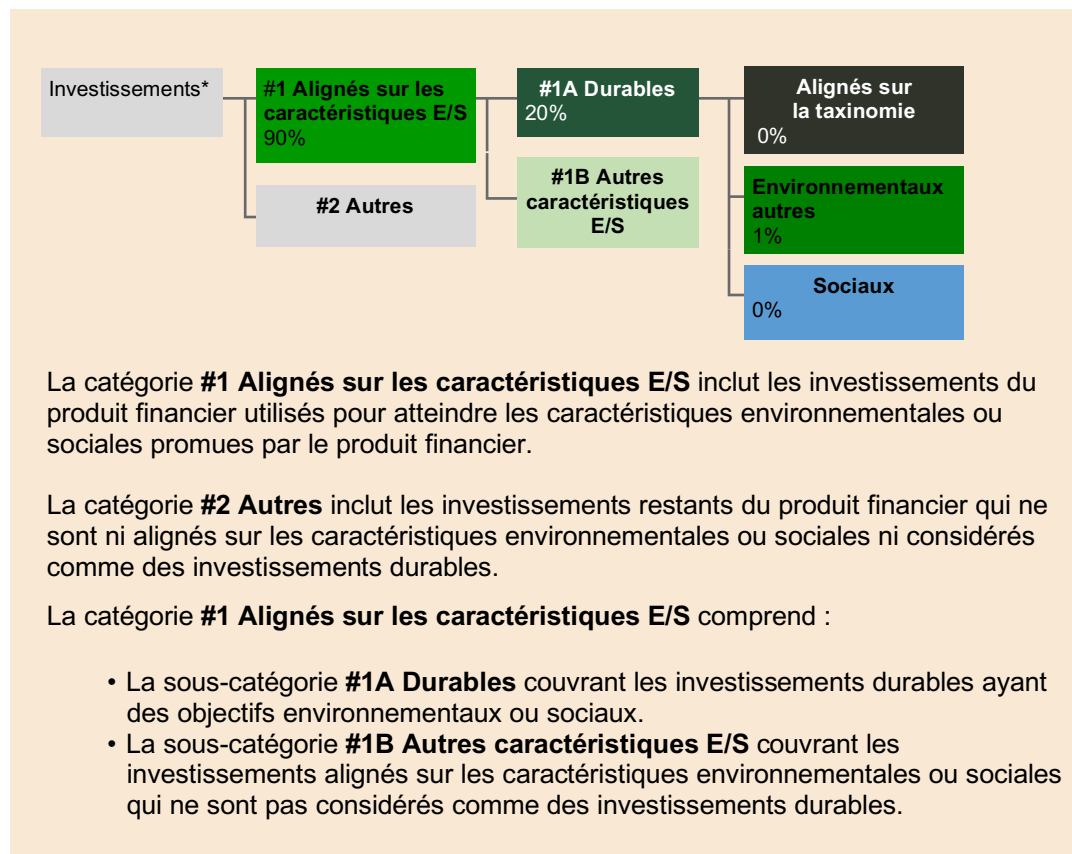 Investissements*
#1 Alignés sur les
caractéristiques E/S
90%
#2 Autres
#1A Durables
20%
#1B Autres
caractéristiques
E/S
Alignés sur
la taxinomie
0%
Environnementaux
autres
1%
Sociaux
0%
La catégorie #1 Alignés sur les caractéristiques E/S inclut les investissements du
produit financier utilisés pour atteindre les caractéristiques environnementales ou
sociales promues par le produit financier.
La catégorie #2 Autres inclut les investissements restants du produit financier qui ne
sont ni alignés sur les caractéristiques environnementales ou sociales ni considérés
comme des investissements durables.
La catégorie #1 Alignés sur les caractéristiques E/S comprend :
• La sous-catégorie #1A Durables couvrant les investissements durables ayant
des objectifs environnementaux ou sociaux.
• La sous-catégorie #1B Autres caractéristiques E/S couvrant les
investissements alignés sur les caractéristiques environnementales ou sociales
qui ne sont pas considérés comme des investissements durables.